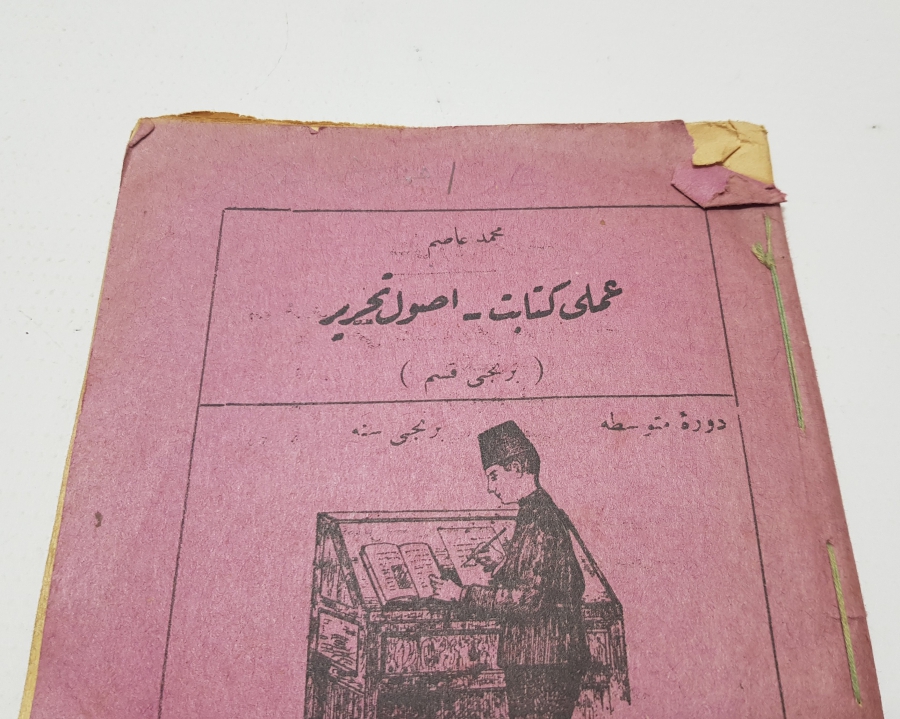 محمد عاصم
عملی کتابت - اصول تحریر
( برنجی قسم )
دورهٔ متوسطه برنجی سنه